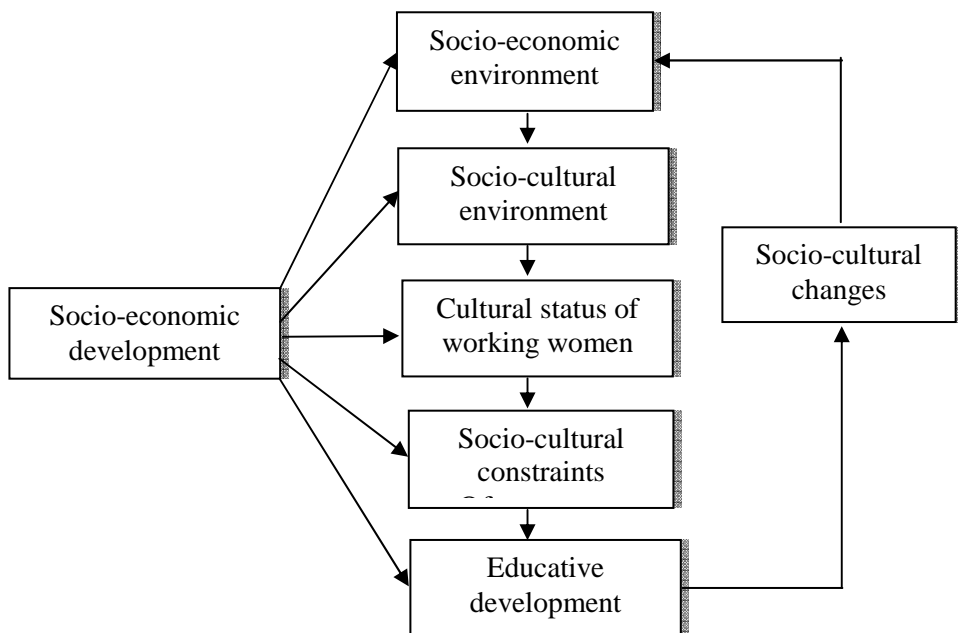 Socio-economic
environment
Socio-cultural
environment
Socio-cultural
changes
Socio-economic
development
Cultural status of
working women
Socio-cultural
constraints
Educative
development